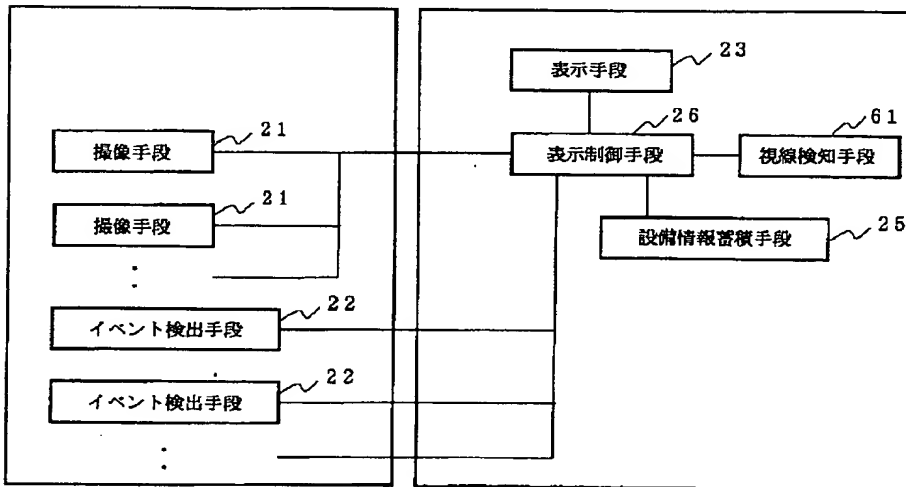 ２１
撮像手段
２１
撮像手段
２２
イベント検出手段
２２
イベント検出手段
２３
表示手段
２６
表示制御手段
６１
視線検知手段
２５
設備情報蓄積手段